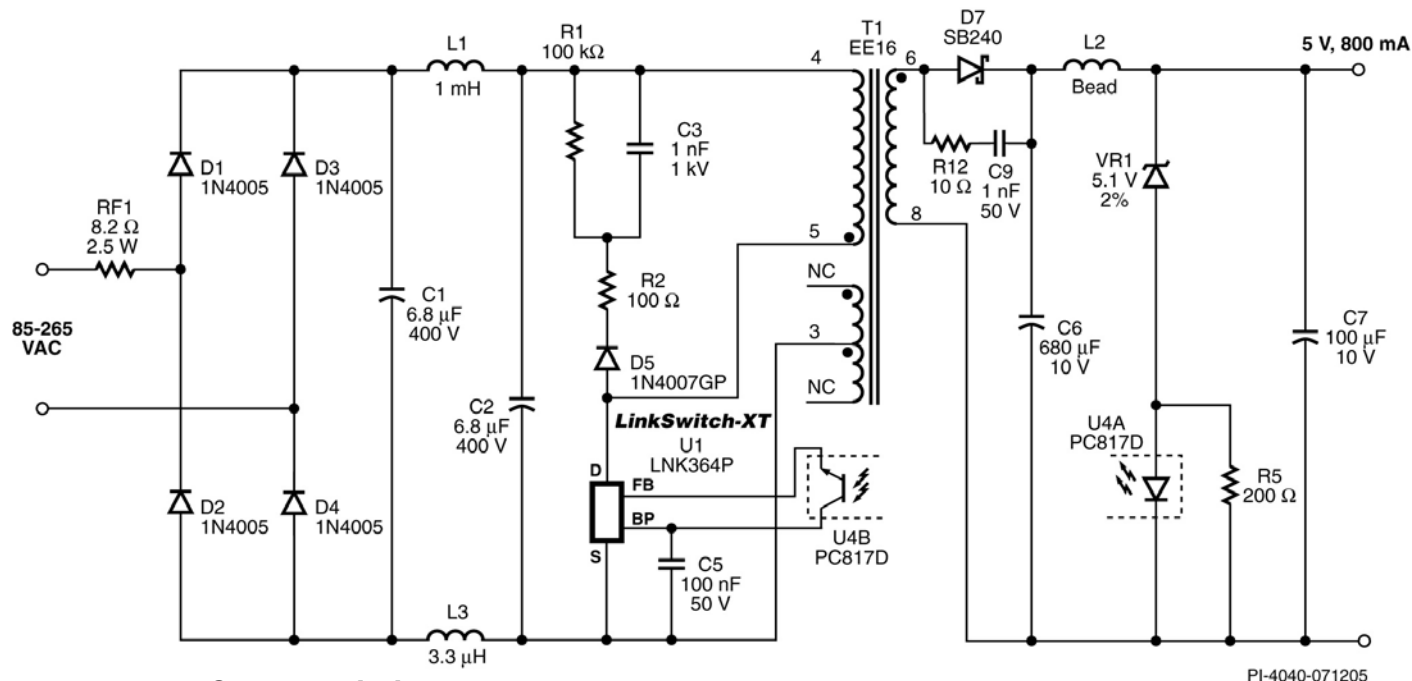 L1
1 mH
R1
100 kΩ
C3
1 nF
1 kV
T1
EE16
4
5
NC
3
NC
6
8
D7
SB240
L2
Bead
5 V, 800 mA
D1
1N4005
D3
1N4005
RF1
8.2 Ω
2.5 W
85-265
VAC
C1
6.8 µF
400 V
C2
6.8 µF
400 V
R2
100 Ω
D5
1N4007GP
LinkSwitch-XT
U1
LNK364P
D
FB
BP
S
R12
10 Ω
C9
1 nF
50 V
VR1
5.1 V
2%
C6
680 µF
10 V
C7
100 µF
10 V
U4A
PC817D
R5
200 Ω
D2
1N4005
D4
1N4005
U4B
PC817D
C5
100 nF
50 V
L3
3.3 µH
PI-4040-071205